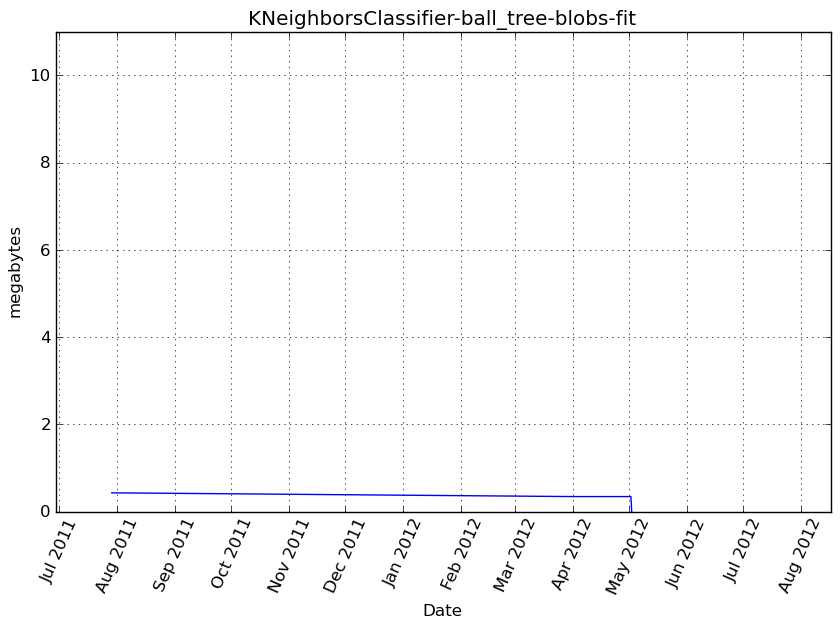 KNeighborsClassifier-ball_tree-blobs-fit
megabytes
10
8
6
4
2
0
Jul 2011
Aug 2011
Sep 2011
Oct 2011
Nov 2011
Dec 2011
Jan 2012
Feb 2012
Mar 2012
Apr 2012
May 2012
Jun 2012
Jul 2012
Aug 2012
Date